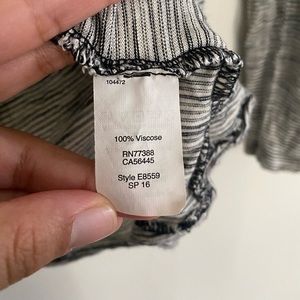 104472
100% Viscose
RN77388
CA56445
Style E8559
SP 16